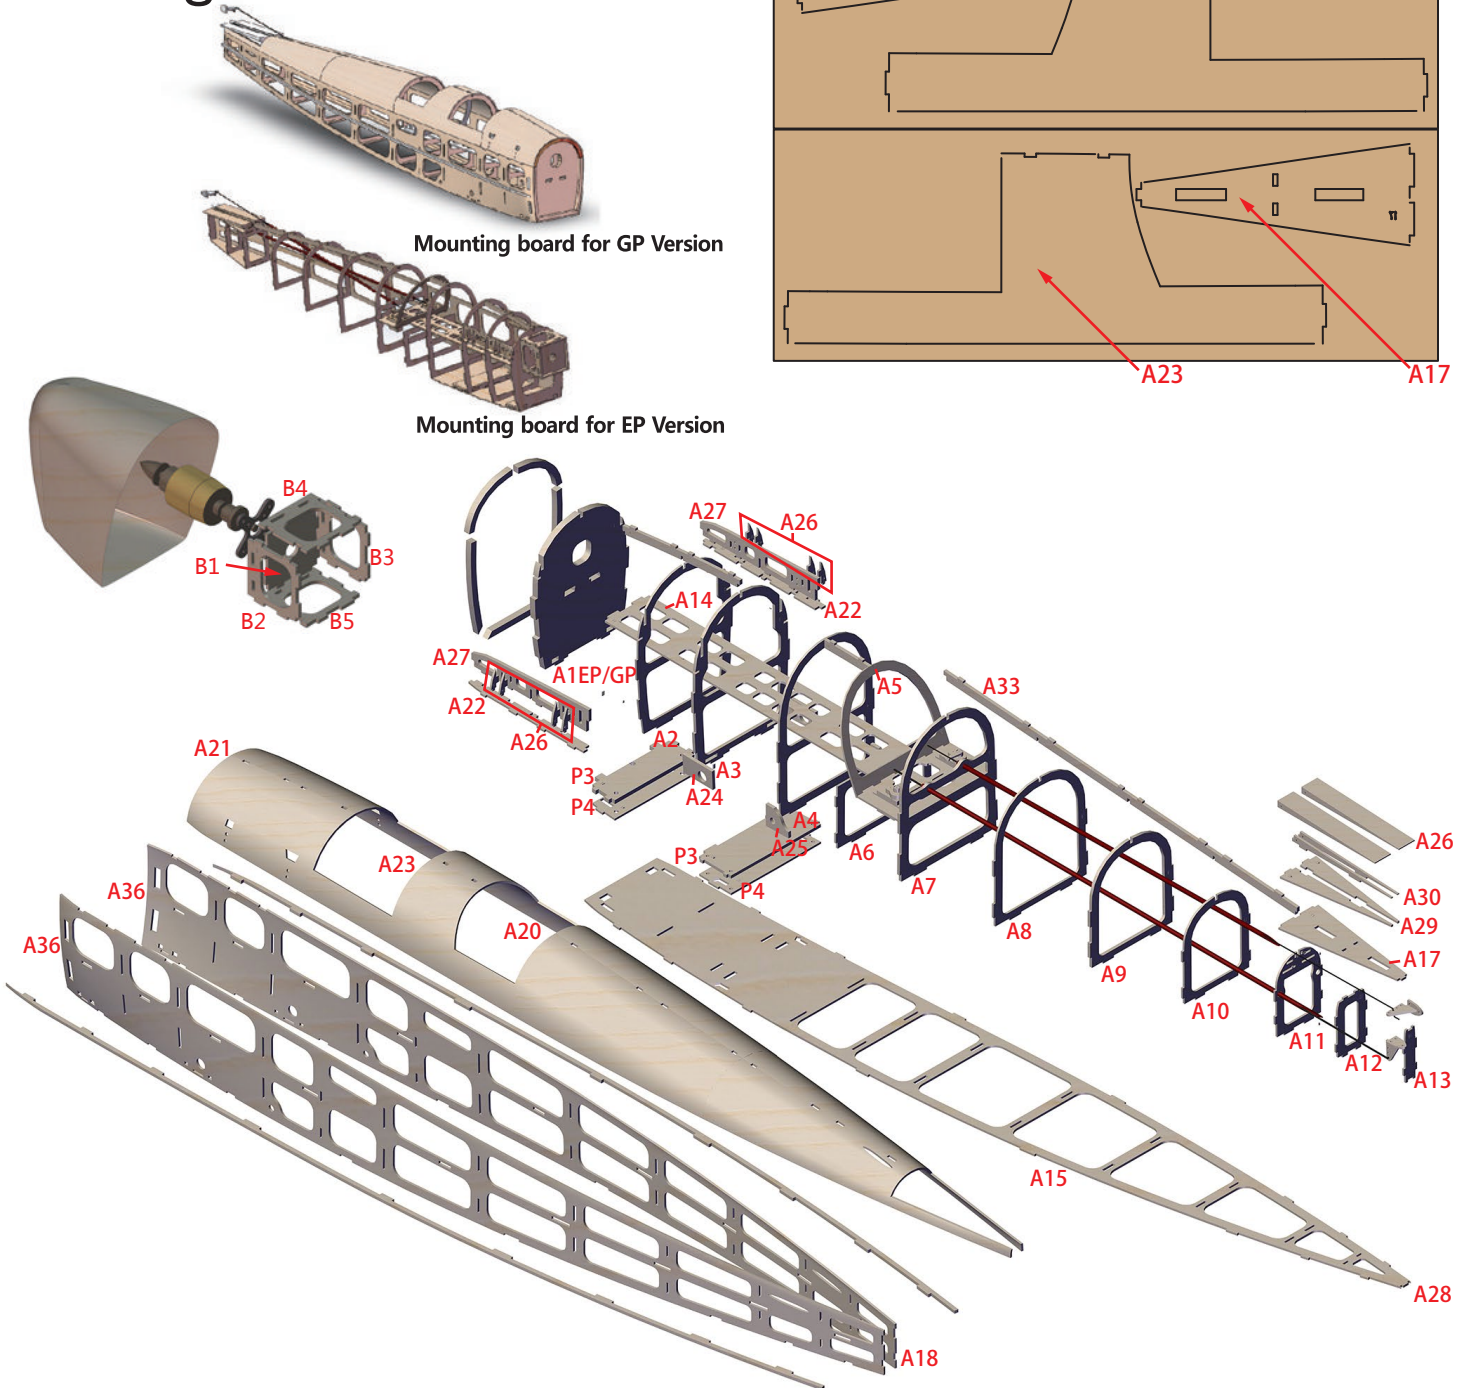 g
Mounting board for GP Version
Mounting board for EP Version
A23
A17
B4
B1
B3
B2
B5
A27
A26
A22
A14
A27
A1EP/GP
A22
A26
A5
A33
A21
A2
P3
A3
P4
A24
A4
A25
A6
P3
P4
A7
A26
A23
A36
A20
A36
A8
A30
A29
A9
A17
A10
A11
A12
A13
A15
A28
A18